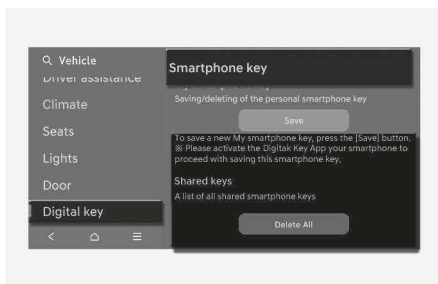 Vehicle
Smartphone key
Driver assistance
Climate
Saving/deleting of the personal smartphone key
Save
Seats
To save a new My smartphone key, press the [Save] button.
※ Please activate the Digitak Key App your smartphone to
proceed with saving this smartphone key.
Lights
Door
Shared keys
A list of all shared smartphone keys
Digital key
Delete All